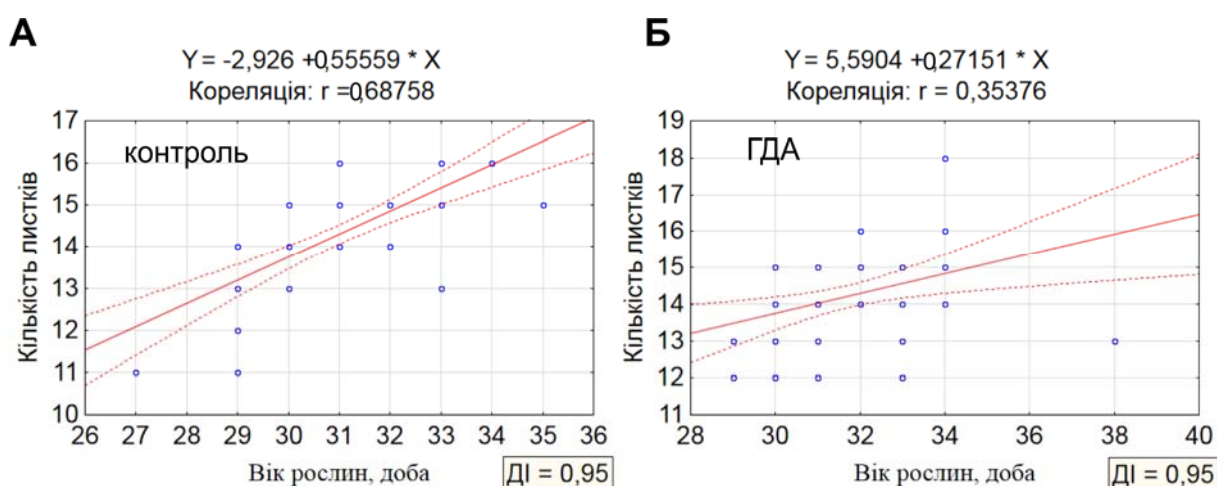 А
Y = -2,926 +0,55559 * X
Кореляція: r =0,68758
контроль
Кількість листків
17
16
15
14
13
12
11
10
26 27 28 29 30 31 32 33 34 35 36
Вік рослин, доба
ДІ = 0,95
Б
Y = 5,5904 +0,27151 * X
Кореляція: r = 0,35376
ГДА
Кількість листків
19
18
17
16
15
14
13
12
11
28 30 32 34 36 38 40
Вік рослин, доба
ДІ = 0,95